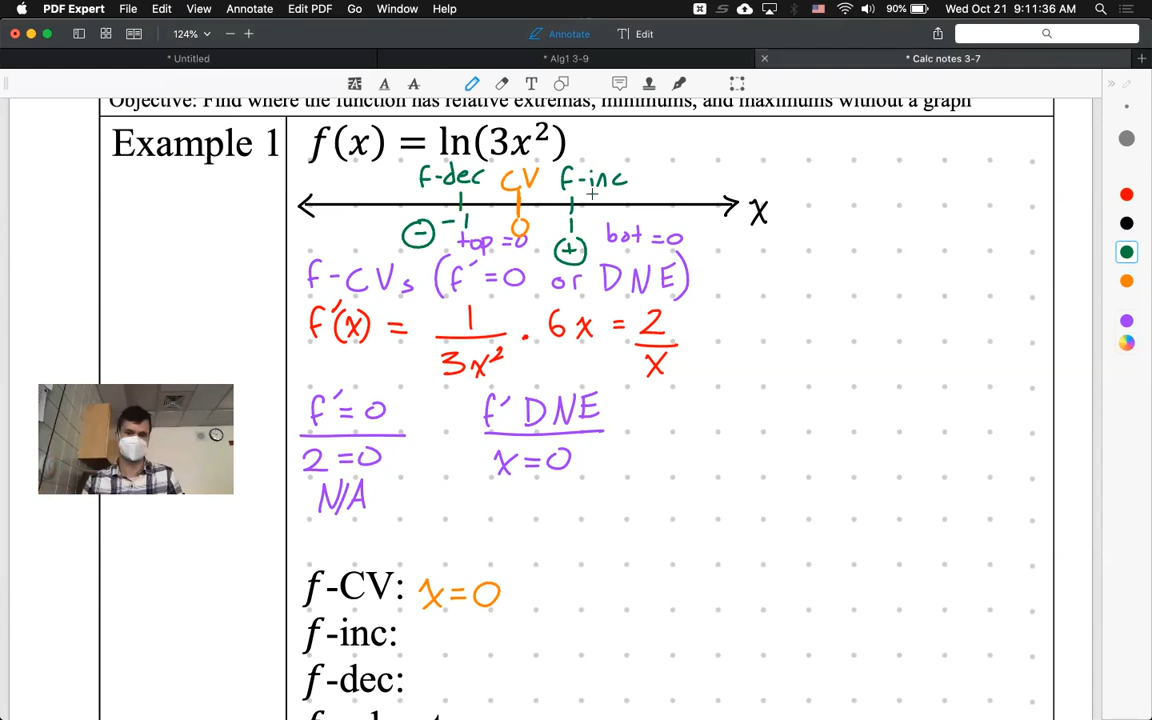 PDF Expert File Edit View Annotate Edit PDF Go Window Help 90% Wed Oct 21 9:11:36 AM
124% Annotate Edit
* Untitled * Alg1 3-9 * Calc notes 3-7
Objective: Find where the function has relative extremas, minimums, and maximums without a graph
Example 1 f(x) = ln(3x²)
f-dec CV f-inc
x
-1 0
- top =0 + bot =0
f-CVs (f'=0 or DNE)
f'(x) = 1/3x² · 6x = 2/x
f'=0 f' DNE
2=0 x=0
N/A
f-CV: x=0
f-inc:
f-dec: